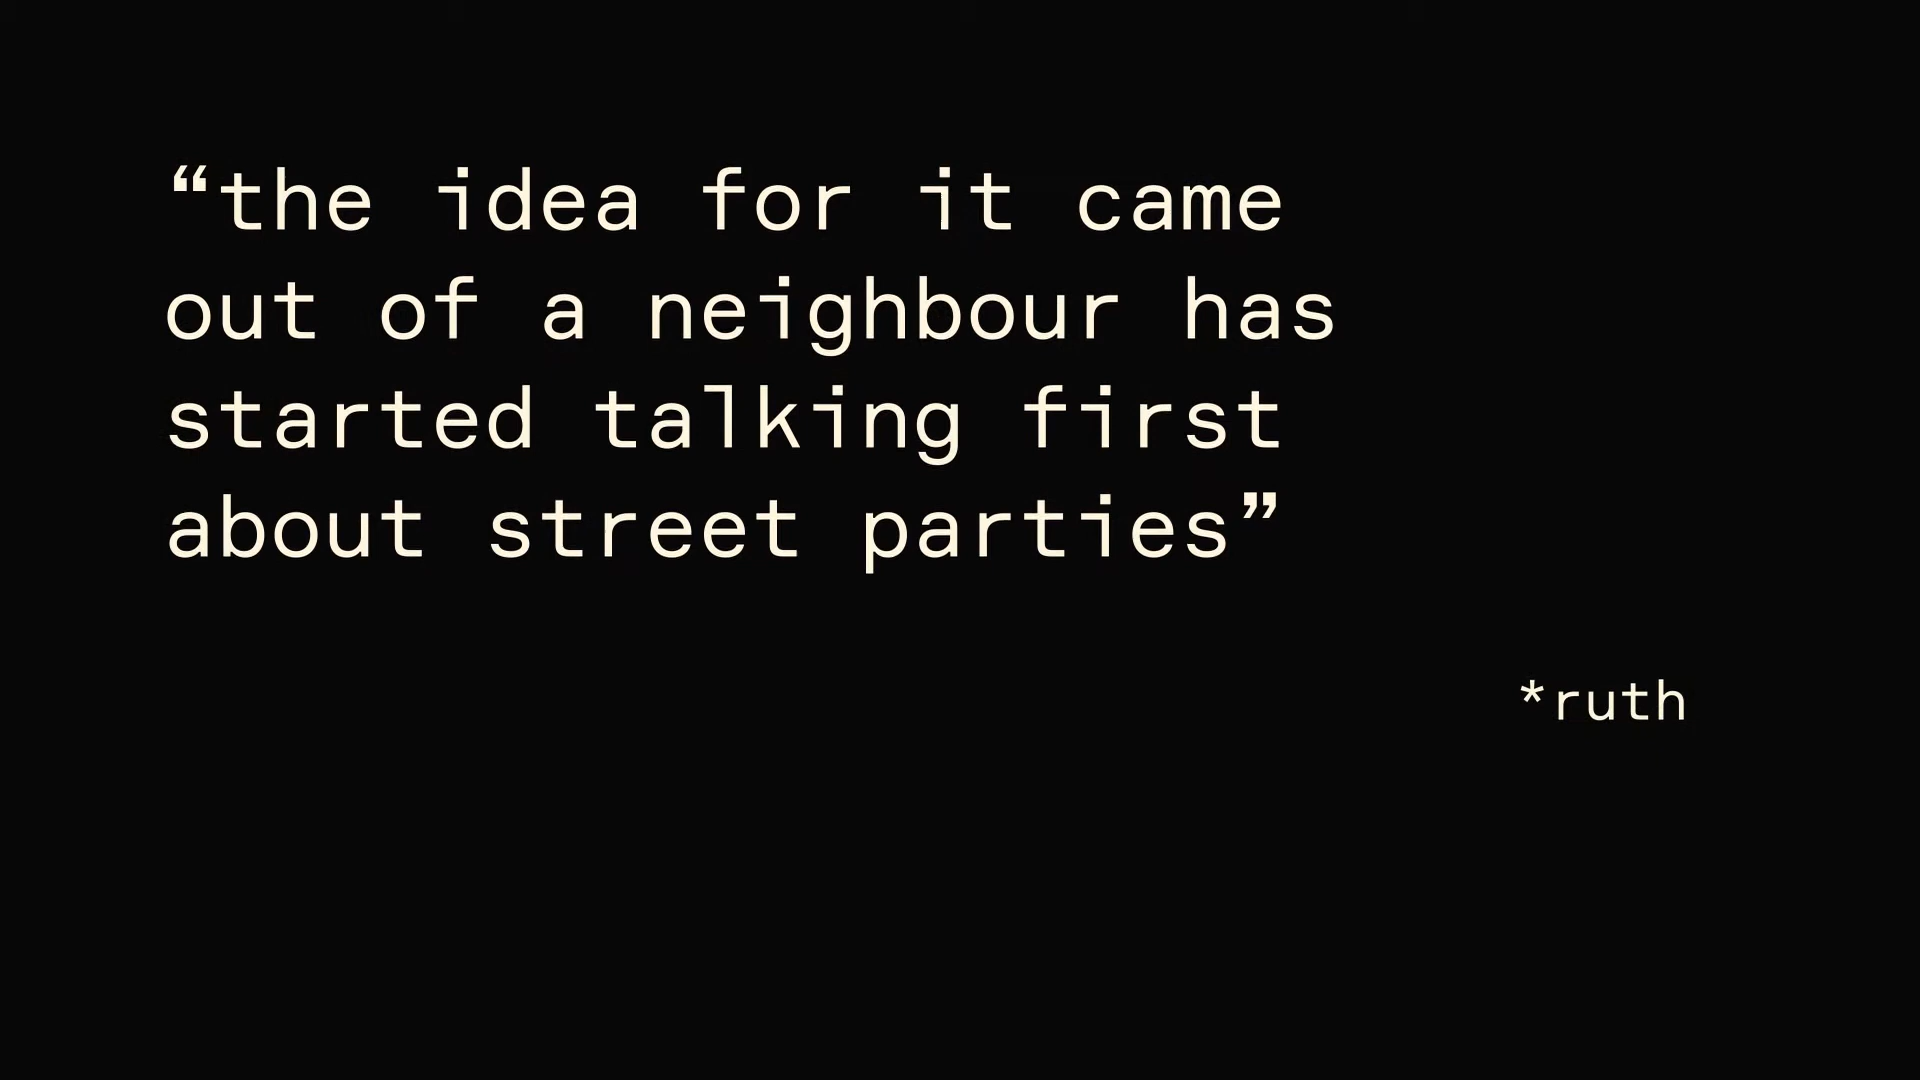 “the idea for it came
out of a neighbour has
started talking first
about street parties”
*ruth